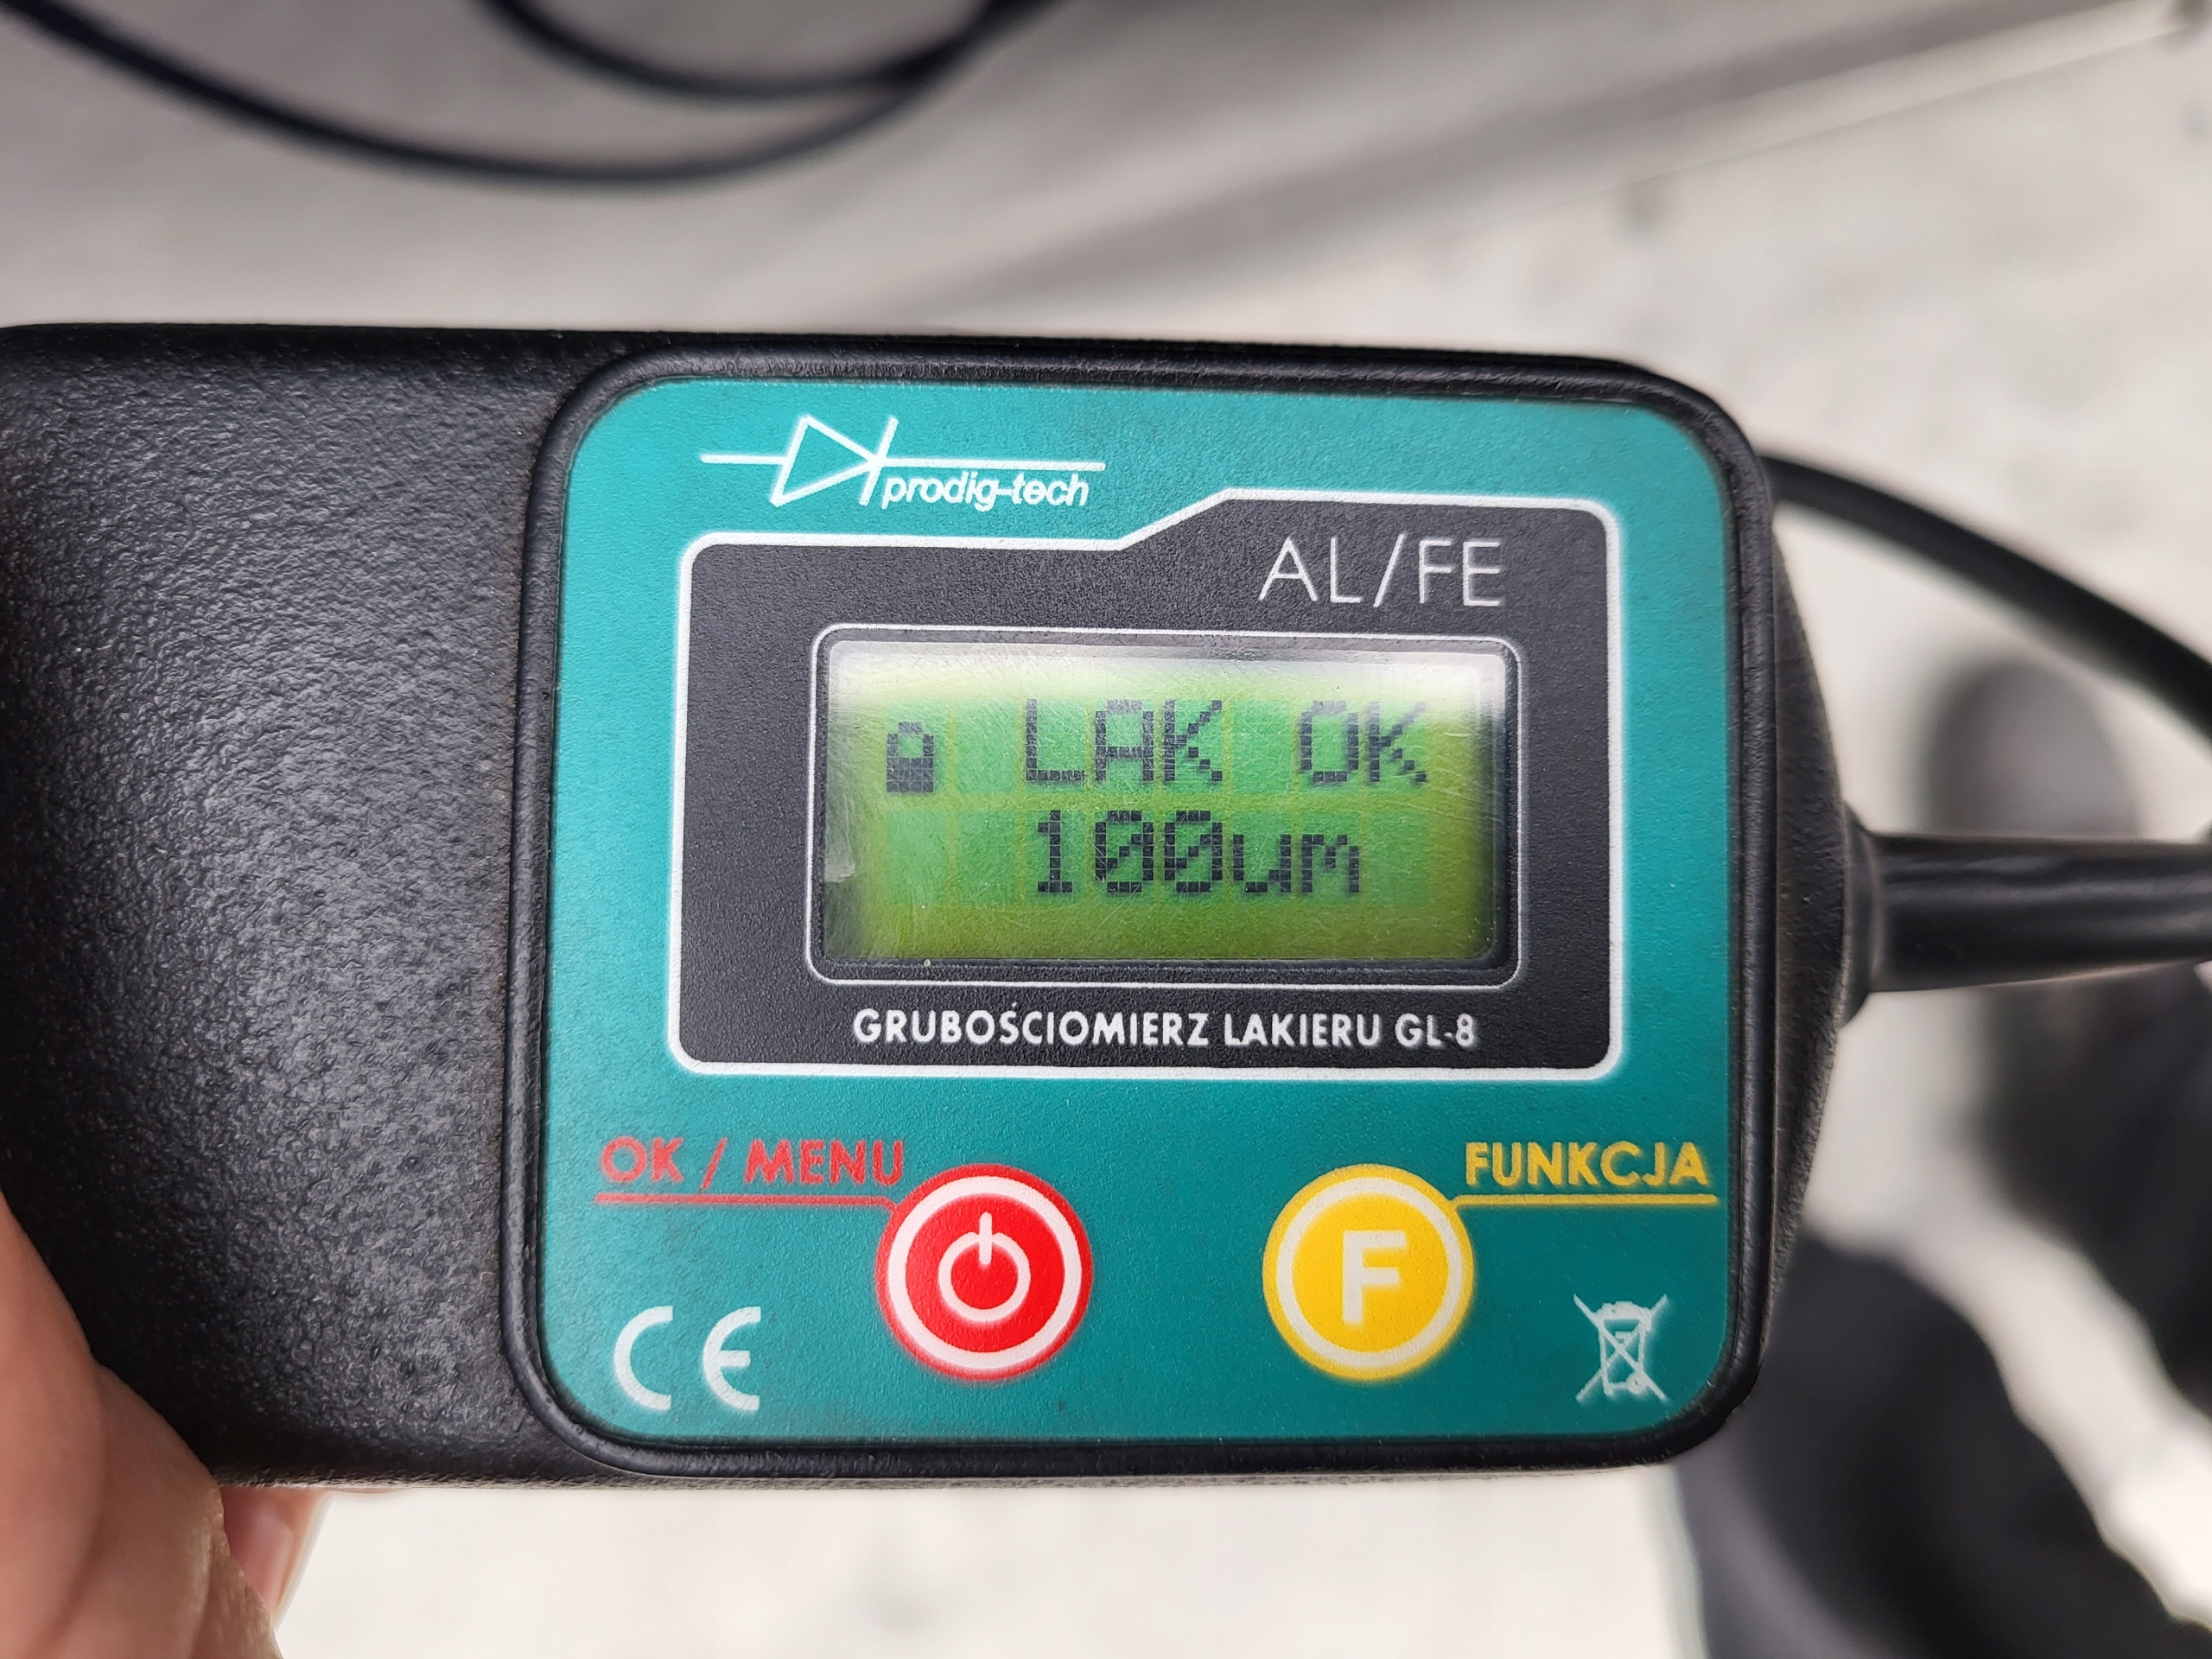 prodig-tech
AL/FE
LAK OK
100um
GRUBOŚCIOMIERZ LAKIERU GL-8
OK / MENU
FUNKCJA
F
CE